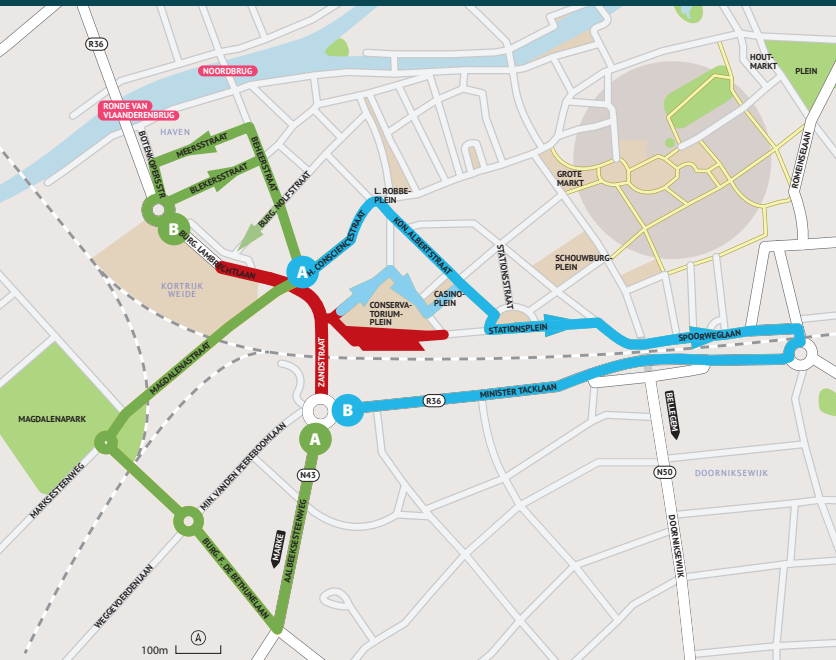 R36
NOORDBRUG
HOUT-
MARKT
PLEIN
RONDE VAN
VLAANDERENBRUG
HAVEN
BOTENKOPERSSTR
MEERSSTRAAT
BEHEERSTRAAT
BLEKERSSTRAAT
ROMEINSELAAN
GROTE
MARKT
L. ROBBE-
PLEIN
BURG. NOLFSTRAAT
B
BURG. LAMBRECHTLAAN
H. CONSCIENCESTRAAT
KON. ALBERTSTRAAT
STATIONSSTRAAT
SCHOUWBURG-
PLEIN
A
KORTRIJK
WEIDE
CASINO-
PLEIN
CONSERVA-
TORIUM-
PLEIN
STATIONSPLEIN
SPOORWEGLAAN
ZANDSTRAAT
MAGDALENASTRAAT
MINISTER TACKLAAN
R36
B
A
BELLEGEM
MAGDALENAPARK
MIN. VAN DEN PEEREBOOMLAAN
N43
N50
DOORNIKSEWIJK
MARKSESTEENWEG
AALBEEKSESTEENWEG
MARKE
BURG. F. DE BETHUNELAAN
DOORNIKSEWIJK
WEGGEVOERDENLAAN
A
100m